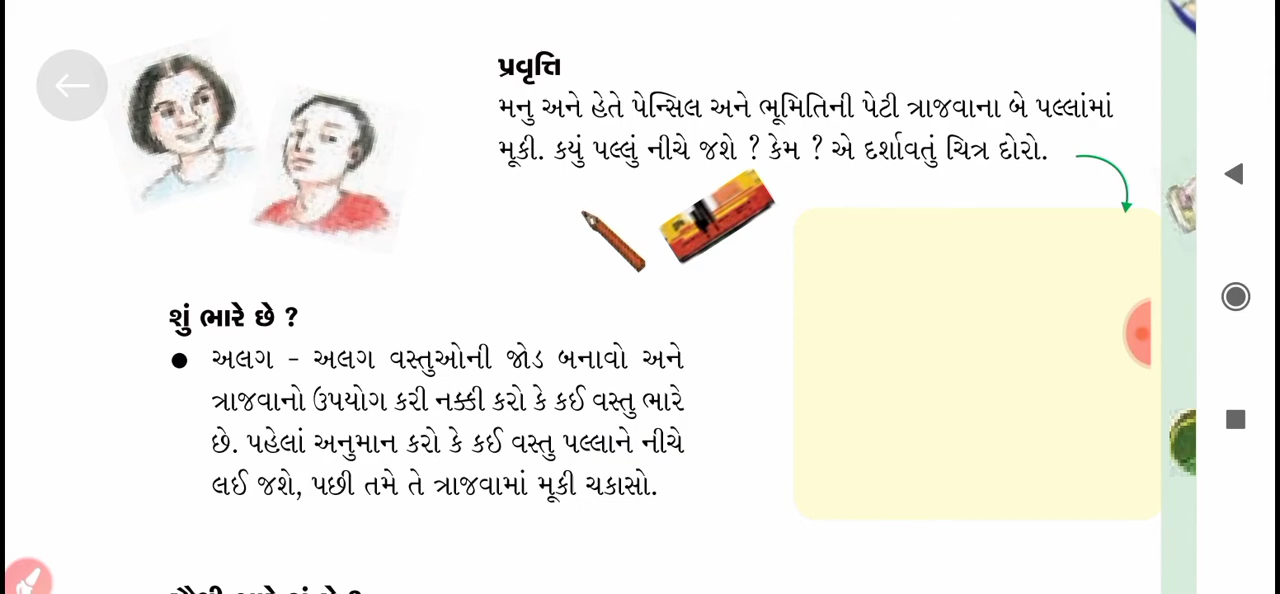 પ્રવૃત્તિ
મનુ અને હેતે પેન્સિલ અને ભૂમિતિની પેટી ત્રાજવાના બે પલ્લાંમાં
મૂકી. કયું પલ્લું નીચે જશે ? કેમ ? એ દર્શાવતું ચિત્ર દોરો.
શું ભારે છે ?
● અલગ - અલગ વસ્તુઓની જોડ બનાવો અને
ત્રાજવાનો ઉપયોગ કરી નક્કી કરો કે કઈ વસ્તુ ભારે
છે. પહેલાં અનુમાન કરો કે કઈ વસ્તુ પલ્લાને નીચે
લઈ જશે, પછી તમે તે ત્રાજવામાં મૂકી ચકાસો.